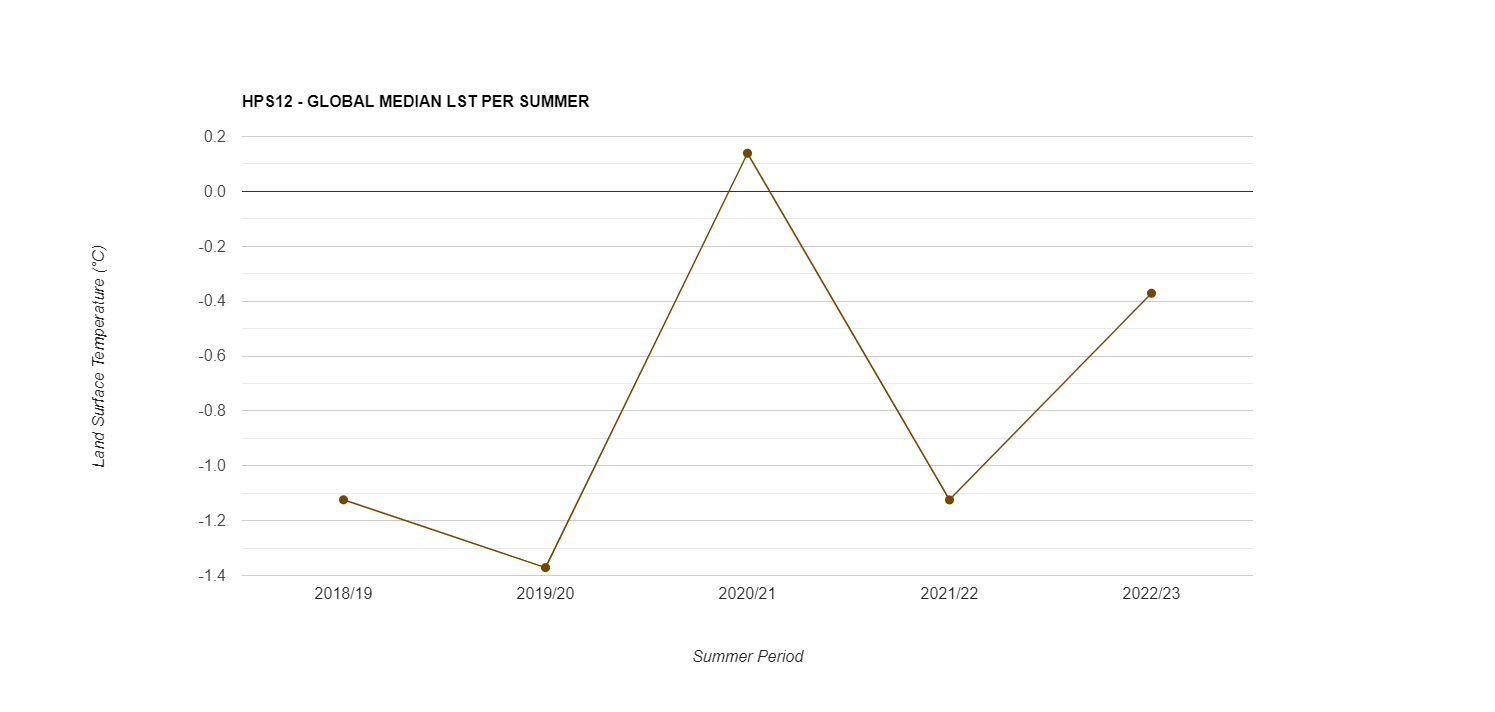 HPS12 - GLOBAL MEDIAN LST PER SUMMER
0.2
0.0
-0.2
-0.4
-0.6
-0.8
-1.0
-1.2
-1.4
Land Surface Temperature (°C)
2018/19 2019/20 2020/21 2021/22 2022/23
Summer Period